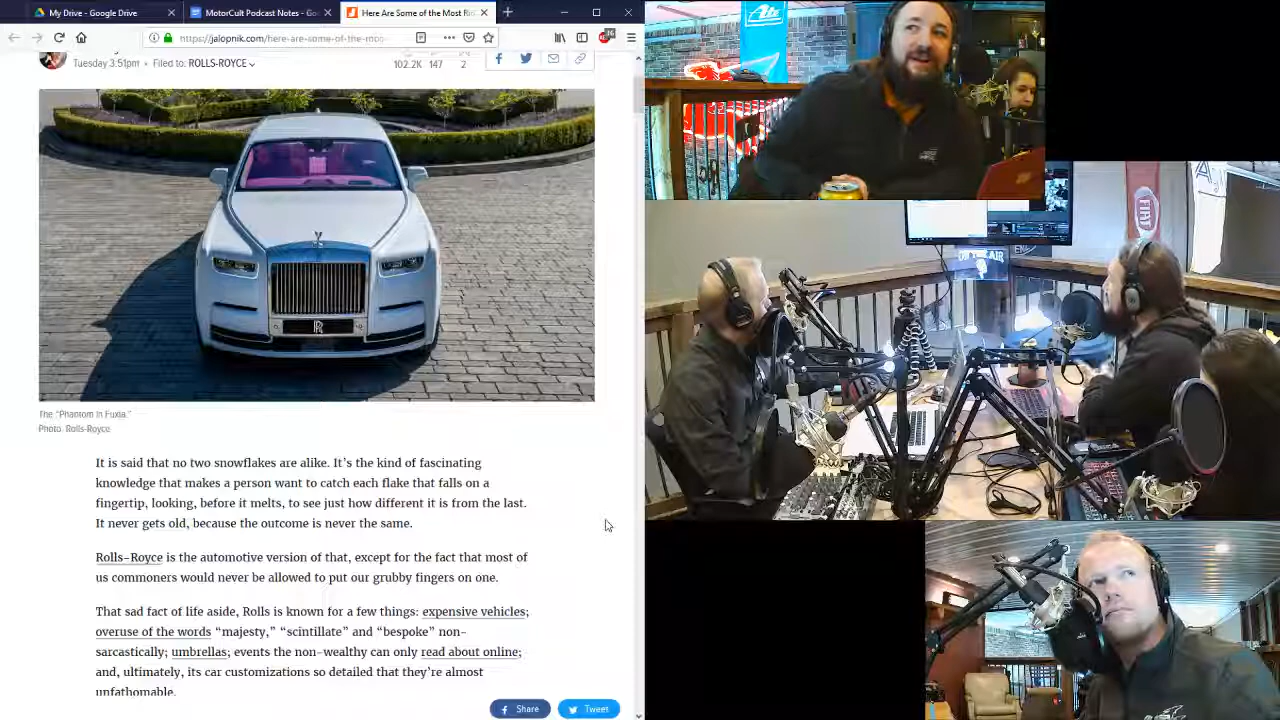 My Drive - Google Drive
MotorCult Podcast Notes - Go
Here Are Some of the Most Ri
https://jalopnik.com/here-are-some-of-the-mos
Tuesday 3:51pm • Filed to: ROLLS-ROYCE
102.2K 147 2
The "Phantom in Fuxia."
Photo: Rolls-Royce
It is said that no two snowflakes are alike. It's the kind of fascinating
knowledge that makes a person want to catch each flake that falls on a
fingertip, looking, before it melts, to see just how different it is from the last.
It never gets old, because the outcome is never the same.
Rolls-Royce is the automotive version of that, except for the fact that most of
us commoners would never be allowed to put our grubby fingers on one.
That sad fact of life aside, Rolls is known for a few things: expensive vehicles;
overuse of the words "majesty," "scintillate" and "bespoke" non-
sarcastically; umbrellas; events the non-wealthy can only read about online;
and, ultimately, its car customizations so detailed that they're almost
unfathomable.
Share
Tweet
Ate
ON THE AIR
FIAT